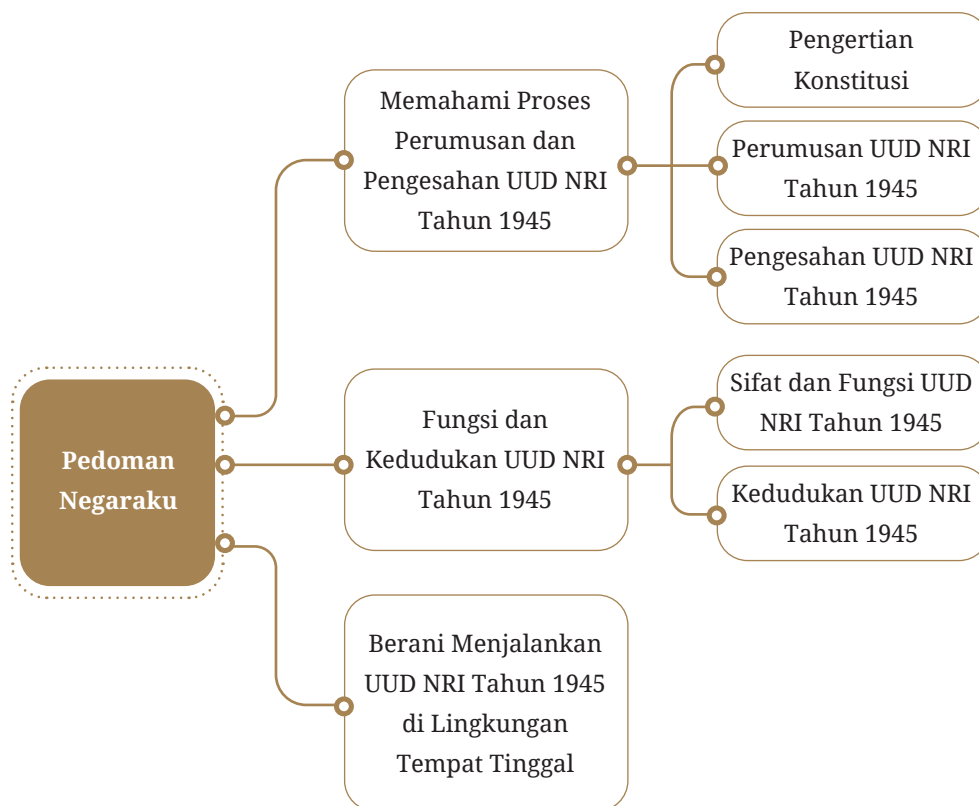 Pedoman
Negaraku
Memahami Proses
Perumusan dan
Pengesahan UUD NRI
Tahun 1945
Pengertian
Konstitusi
Perumusan UUD NRI
Tahun 1945
Pengesahan UUD NRI
Tahun 1945
Fungsi dan
Kedudukan UUD NRI
Tahun 1945
Sifat dan Fungsi UUD
NRI Tahun 1945
Kedudukan UUD NRI
Tahun 1945
Berani Menjalankan
UUD NRI Tahun 1945
di Lingkungan
Tempat Tinggal